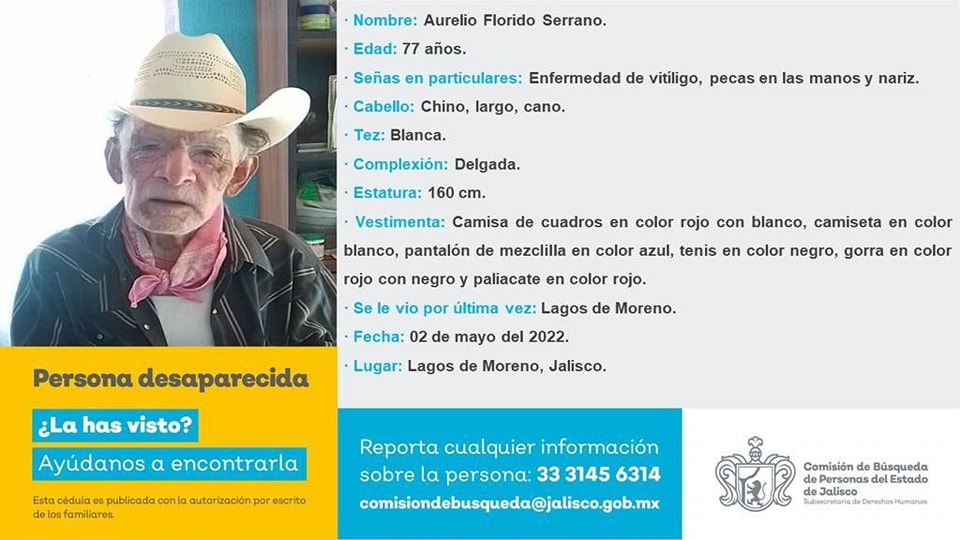 · Nombre: Aurelio Florido Serrano.
· Edad: 77 años.
· Señas en particulares: Enfermedad de vitiligo, pecas en las manos y nariz.
· Cabello: Chino, largo, cano.
· Tez: Blanca.
· Complexión: Delgada.
· Estatura: 160 cm.
· Vestimenta: Camisa de cuadros en color rojo con blanco, camiseta en color
blanco, pantalón de mezclilla en color azul, tenis en color negro, gorra en color
rojo con negro y paliacate en color rojo.
· Se le vio por última vez: Lagos de Moreno.
· Fecha: 02 de mayo del 2022.
· Lugar: Lagos de Moreno, Jalisco.
Persona desaparecida
¿La has visto?
Ayúdanos a encontrarla
Esta cédula es publicada con la autorización por escrito
de los familiares.
Reporta cualquier información
sobre la persona: 33 3145 6314
comisiondebusqueda@jalisco.gob.mx
Comisión de Búsqueda
de Personas del Estado
de Jalisco
Subsecretaría de Derechos Humanos